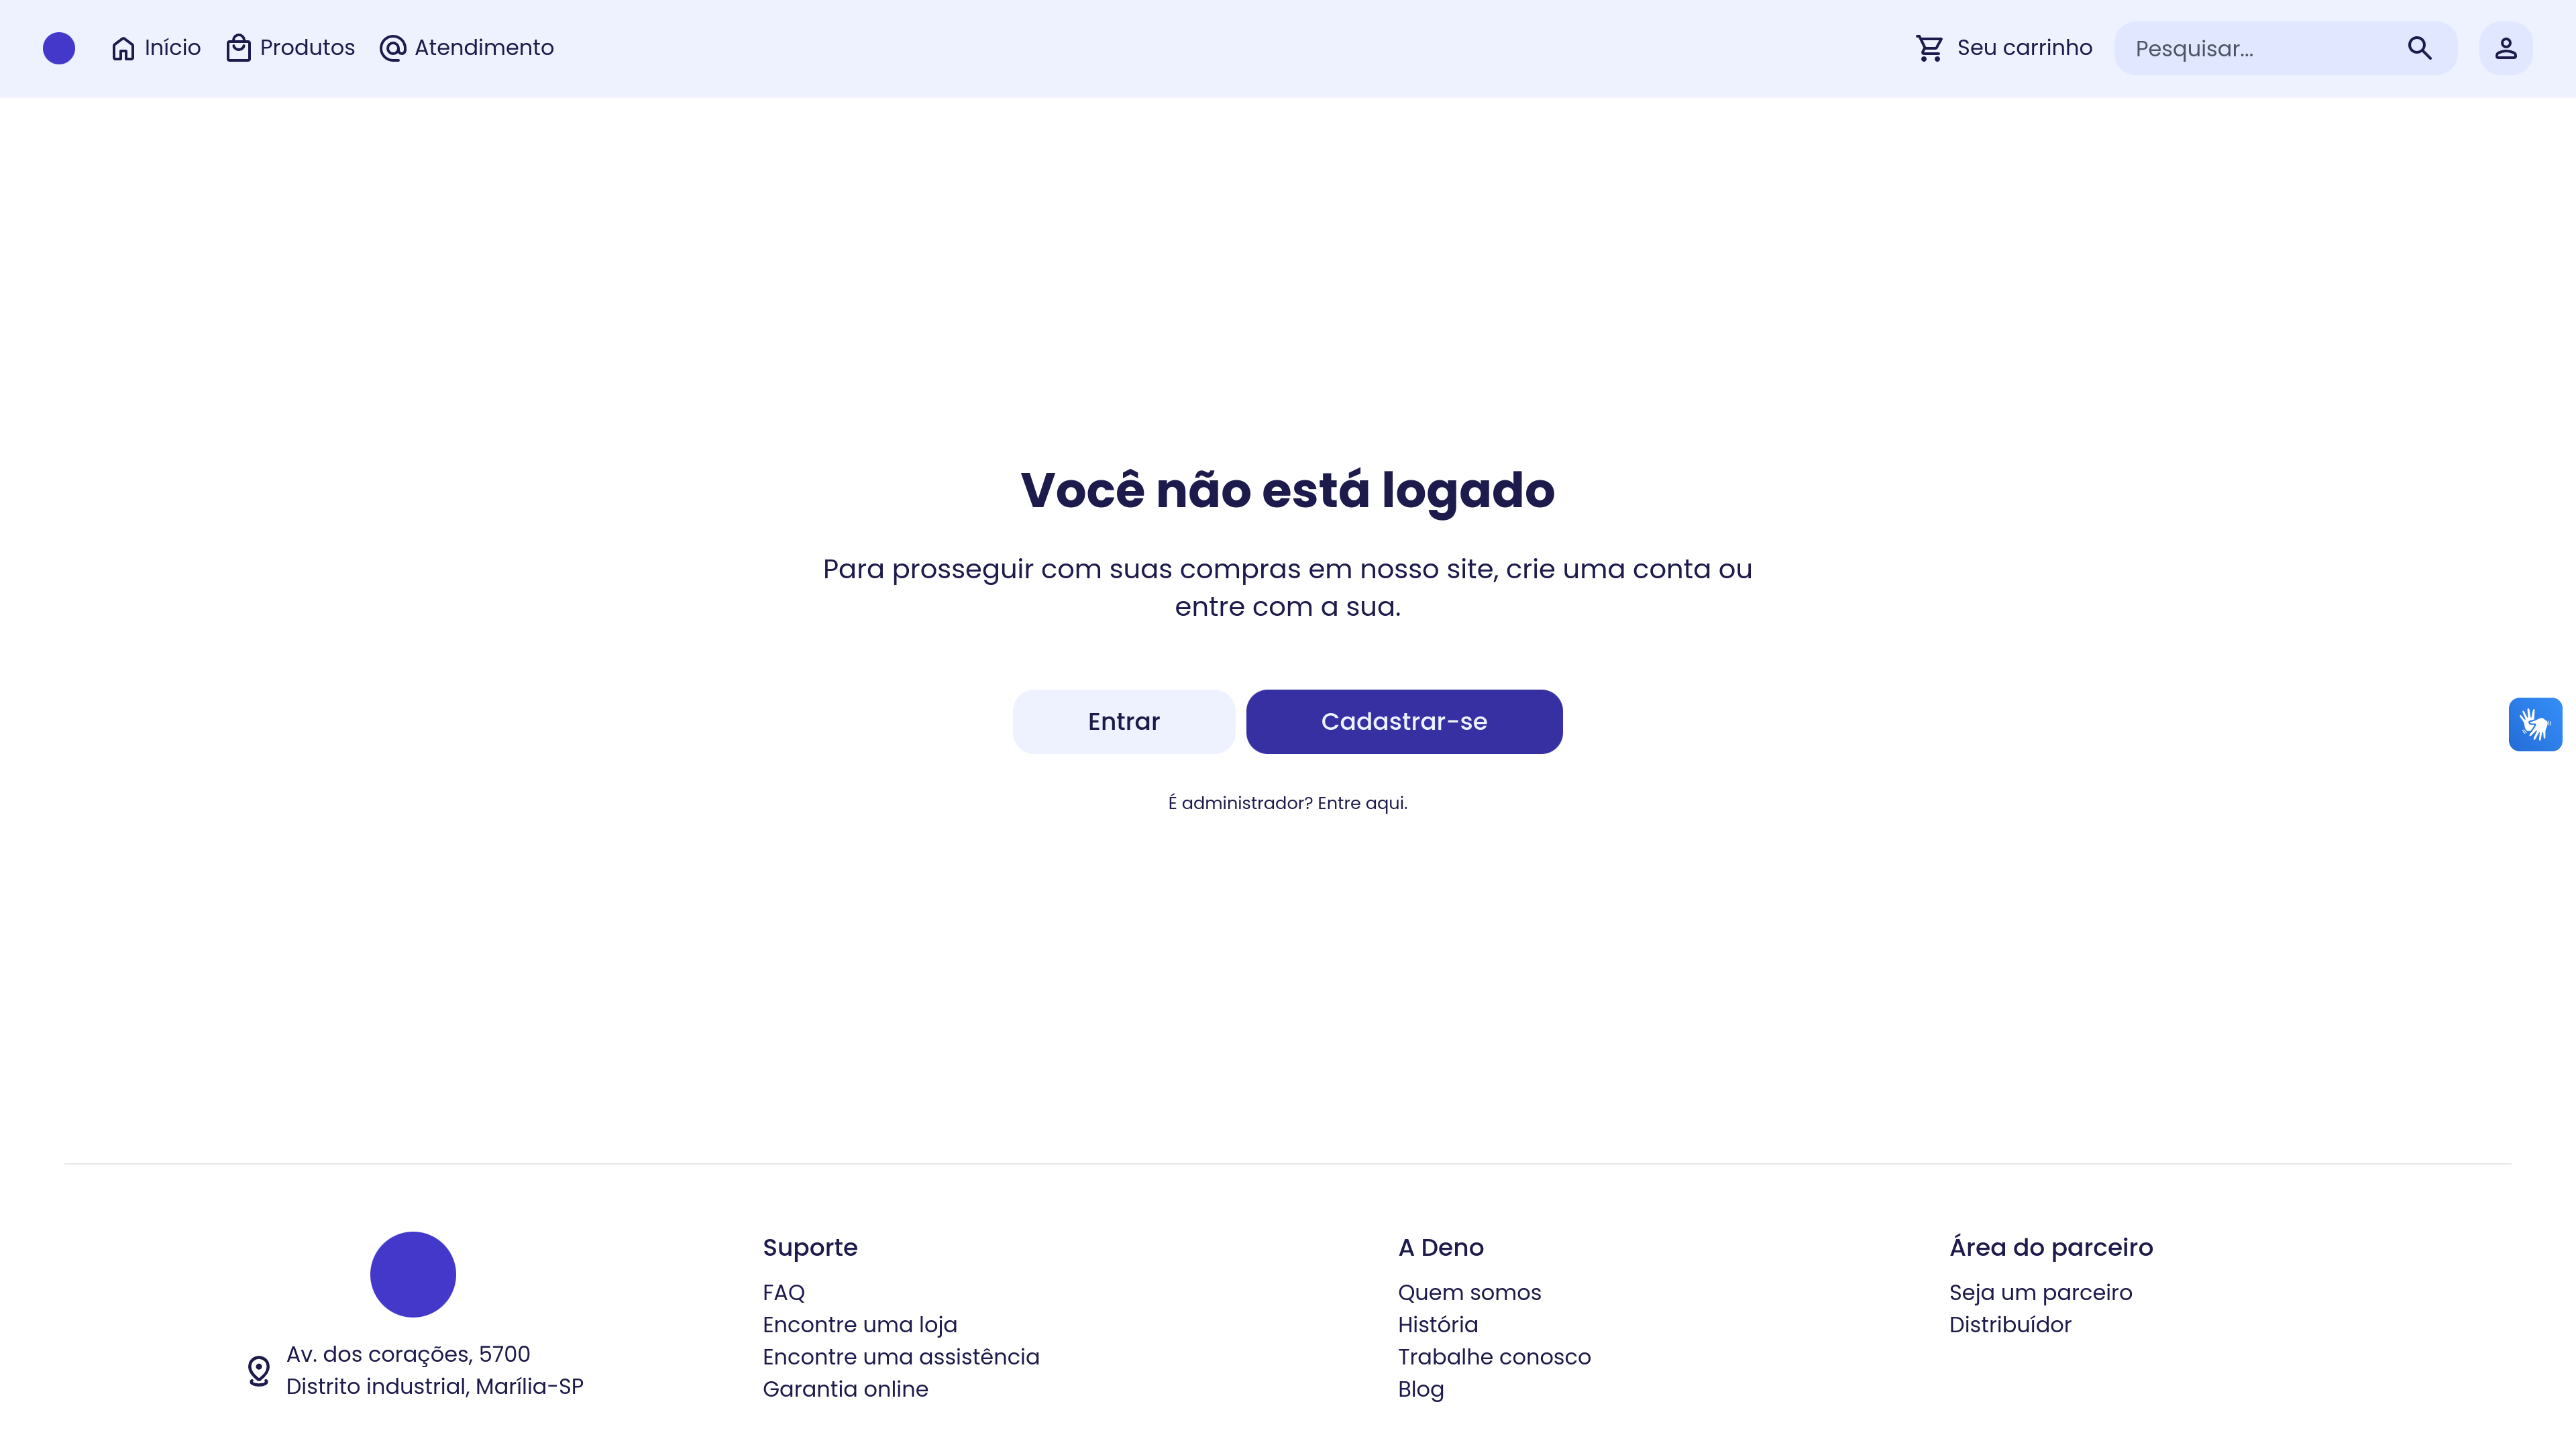 Início
Produtos
Atendimento
Seu carrinho
Pesquisar...
Você não está logado
Para prosseguir com suas compras em nosso site, crie uma conta ou
entre com a sua.
Entrar
Cadastrar-se
É administrador? Entre aqui.
Av. dos corações, 5700
Distrito industrial, Marília-SP
Suporte
FAQ
Encontre uma loja
Encontre uma assistência
Garantia online
A Deno
Quem somos
História
Trabalhe conosco
Blog
Área do parceiro
Seja um parceiro
Distribuídor